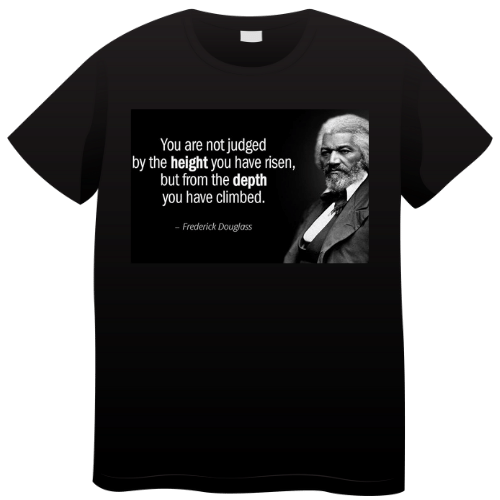 You are not judged
by the height you have risen,
but from the depth
you have climbed.
-- Frederick Douglass